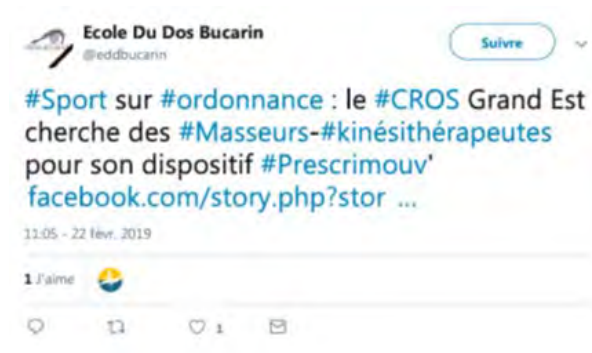 Ecole Du Dos Bucarin
@eddbucarin
Suivre
#Sport sur #ordonnance : le #CROS Grand Est
cherche des #Masseurs-#kinésithérapeutes
pour son dispositif #Prescrimouv'
facebook.com/story.php?stor ...
11:05 - 22 févr. 2019
1 J'aime
1